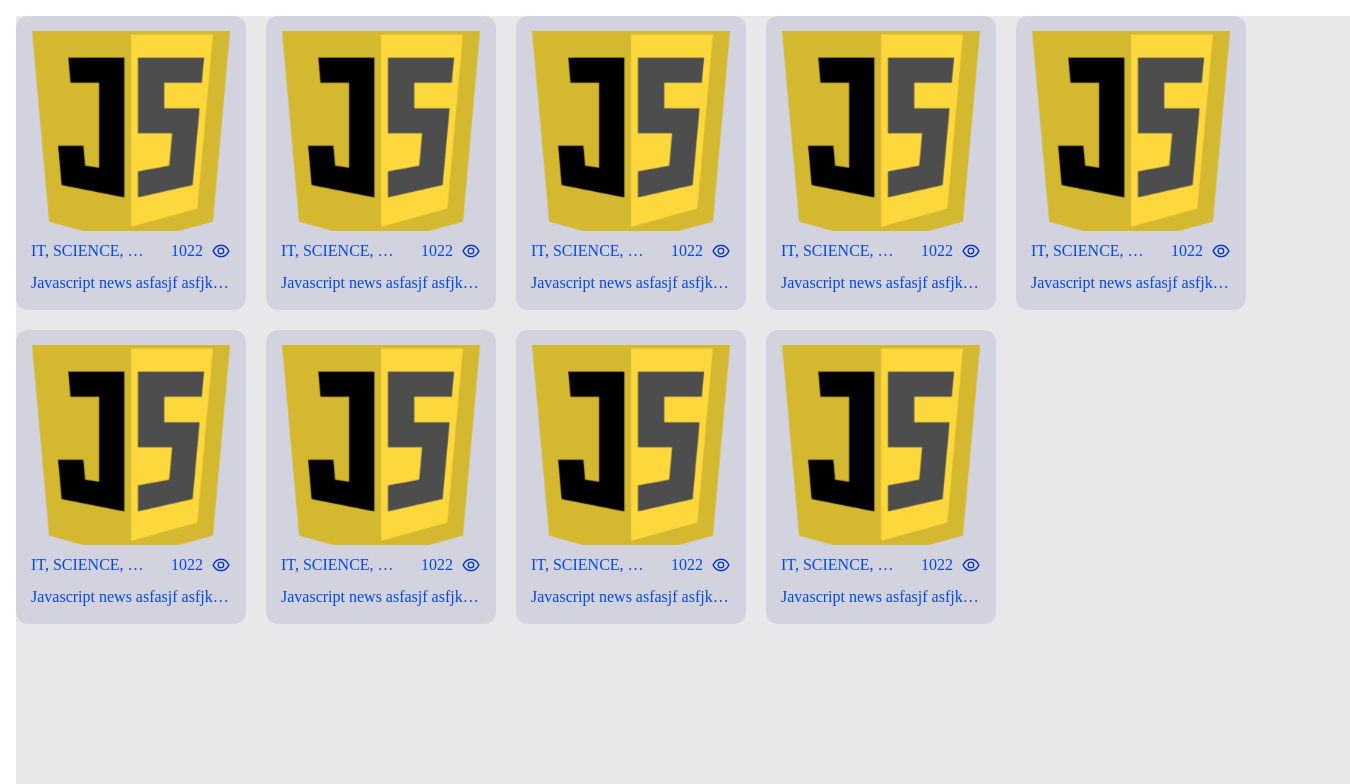 JS JS JS JS JS
IT, SCIENCE, … 1022 IT, SCIENCE, … 1022 IT, SCIENCE, … 1022 IT, SCIENCE, … 1022 IT, SCIENCE, … 1022
Javascript news asfasjf asfjk… Javascript news asfasjf asfjk… Javascript news asfasjf asfjk… Javascript news asfasjf asfjk… Javascript news asfasjf asfjk…
JS JS JS JS
IT, SCIENCE, … 1022 IT, SCIENCE, … 1022 IT, SCIENCE, … 1022 IT, SCIENCE, … 1022
Javascript news asfasjf asfjk… Javascript news asfasjf asfjk… Javascript news asfasjf asfjk… Javascript news asfasjf asfjk…